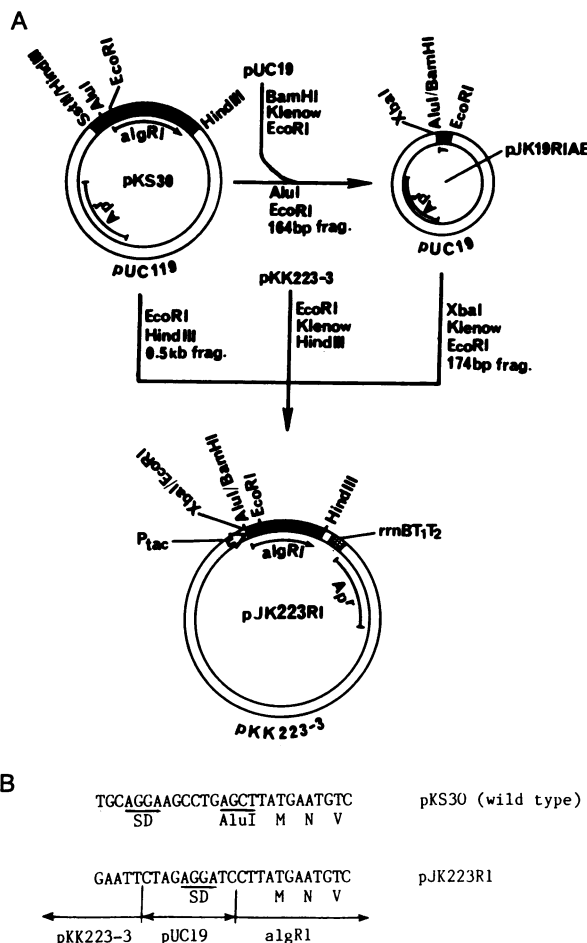 A
SstII/HindIII
AluI
EcoRI
HindIII
algRI
pKS30
Apr
pUC119
pUC19
BamHI
Klenow
EcoRI
AluI
EcoRI
164bp frag.
XbaI
AluI/BamHI
EcoRI
pJK19RIAE
Apr
pUC19
EcoRI
HindIII
0.5kb frag.
pKK223-3
EcoRI
Klenow
HindIII
XbaI
Klenow
EcoRI
174bp frag.
XbaI/EcoRI
AluI/BamHI
EcoRI
HindIII
Ptac
rrnBT1T2
algRI
Apr
pJK223RI
pKK223-3
B
TGCAGGAAGCCTGAGCTTATGAATGTC pKS30 (wild type)
SD AluI M N V
GAATTCTAGAGGATCCTTATGAATGTC pJK223R1
SD M N V
pKK223-3 pUC19 algR1